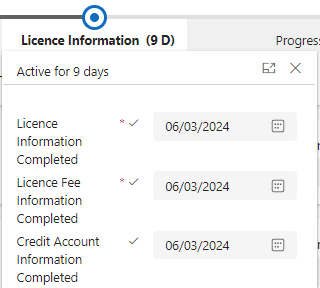 Licence Information (9 D)
Progres
Active for 9 days
Licence
Information
Completed
* 06/03/2024
Licence Fee
Information
Completed
* 06/03/2024
Credit Account
Information
Completed
06/03/2024